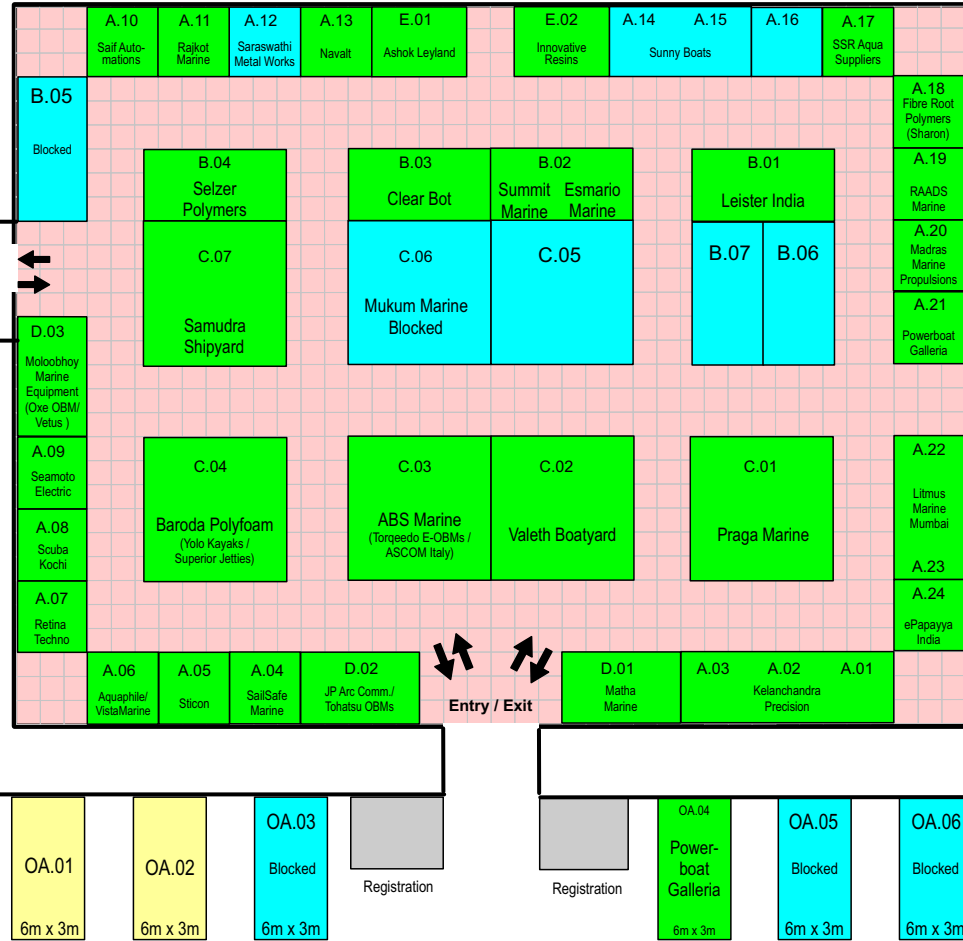 A.10
Saif Auto-
mations
A.11
Rajkot
Marine
A.12
Saraswathi
Metal Works
A.13
Navalt
E.01
Ashok Leyland
E.02
Innovative
Resins
A.14 A.15
Sunny Boats
A.16
A.17
SSR Aqua
Suppliers
B.05
Blocked
A.18
Fibre Root
Polymers
(Sharon)
B.04
Selzer
Polymers
B.03
Clear Bot
B.02
Summit Esmario
Marine Marine
B.01
Leister India
A.19
RAADS
Marine
C.07
Samudra
Shipyard
C.06
Mukum Marine
Blocked
C.05
B.07
B.06
A.20
Madras
Marine
Propulsions
A.21
Powerboat
Galleria
D.03
Moloobhoy
Marine
Equipment
(Oxe OBM/
Vetus )
A.09
Seamoto
Electric
C.04
Baroda Polyfoam
(Yolo Kayaks /
Superior Jetties)
C.03
ABS Marine
(Torqeedo E-OBMs /
ASCOM Italy)
C.02
Valeth Boatyard
C.01
Praga Marine
A.22
Litmus
Marine
Mumbai
A.23
A.08
Scuba
Kochi
A.07
Retina
Techno
A.24
ePapayya
India
A.06
Aquaphile/
VistaMarine
A.05
Sticon
A.04
SailSafe
Marine
D.02
JP Arc Comm./
Tohatsu OBMs
Entry / Exit
D.01
Matha
Marine
A.03 A.02 A.01
Kelanchandra
Precision
OA.01
6m x 3m
OA.02
6m x 3m
OA.03
Blocked
6m x 3m
Registration
Registration
OA.04
Power-
boat
Galleria
6m x 3m
OA.05
Blocked
6m x 3m
OA.06
Blocked
6m x 3m